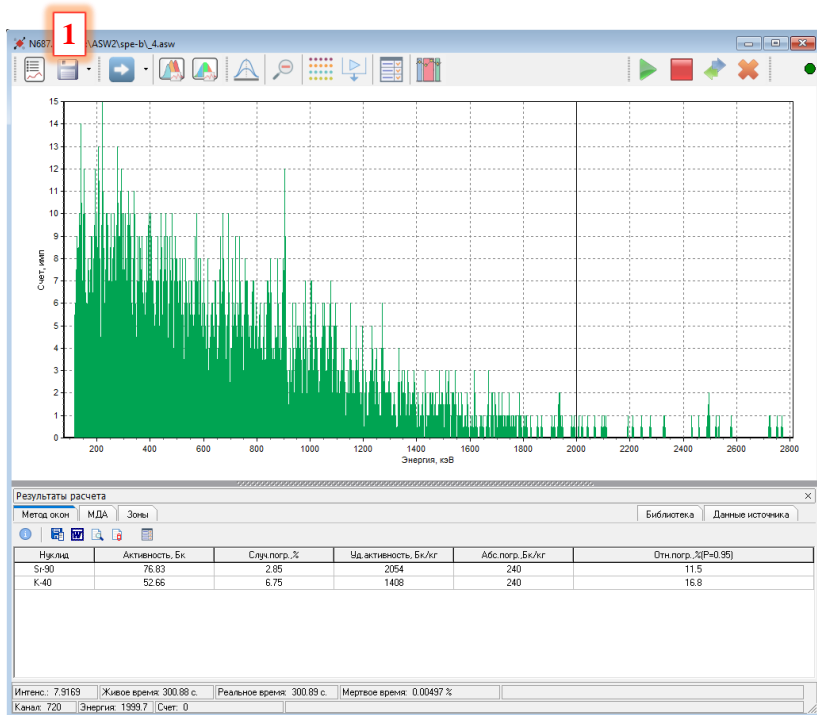 1
N687. \ASW2\spe-b\_4.asw
15
14
13
12
11
10
9
8
7
6
5
4
3
2
1
0
Счет, имп
200 400 600 800 1000 1200 1400 1600 1800 2000 2200 2400 2600 2800
Энергия, кэВ
Результаты расчета
Метод окон МДА Зоны Библиотека Данные источника
Нуклид Активность, Бк Случ.погр.,% Уд.активность, Бк/кг Абс.погр.,Бк/кг Отн.погр.,%(P=0.95)
Sr-90 76.83 2.85 2054 240 11.5
K-40 52.66 6.75 1408 240 16.8
Интенс.: 7.9169 Живое время: 300.88 с. Реальное время: 300.89 с. Мертвое время: 0.00497 %
Канал: 720 Энергия: 1999.7 Счет: 0